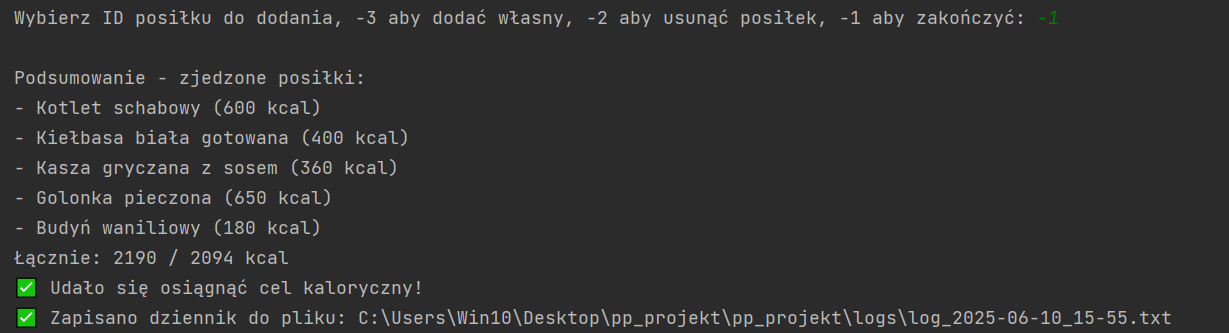 Wybierz ID posiłku do dodania, -3 aby dodać własny, -2 aby usunąć posiłek, -1 aby zakończyć: -1
Podsumowanie - zjedzone posiłki:
- Kotlet schabowy (600 kcal)
- Kiełbasa biała gotowana (400 kcal)
- Kasza gryczana z sosem (360 kcal)
- Golonka pieczona (650 kcal)
- Budyń waniliowy (180 kcal)
Łącznie: 2190 / 2094 kcal
✅ Udało się osiągnąć cel kaloryczny!
✅ Zapisano dziennik do pliku: C:\Users\Win10\Desktop\pp_projekt\pp_projekt\logs\log_2025-06-10_15-55.txt